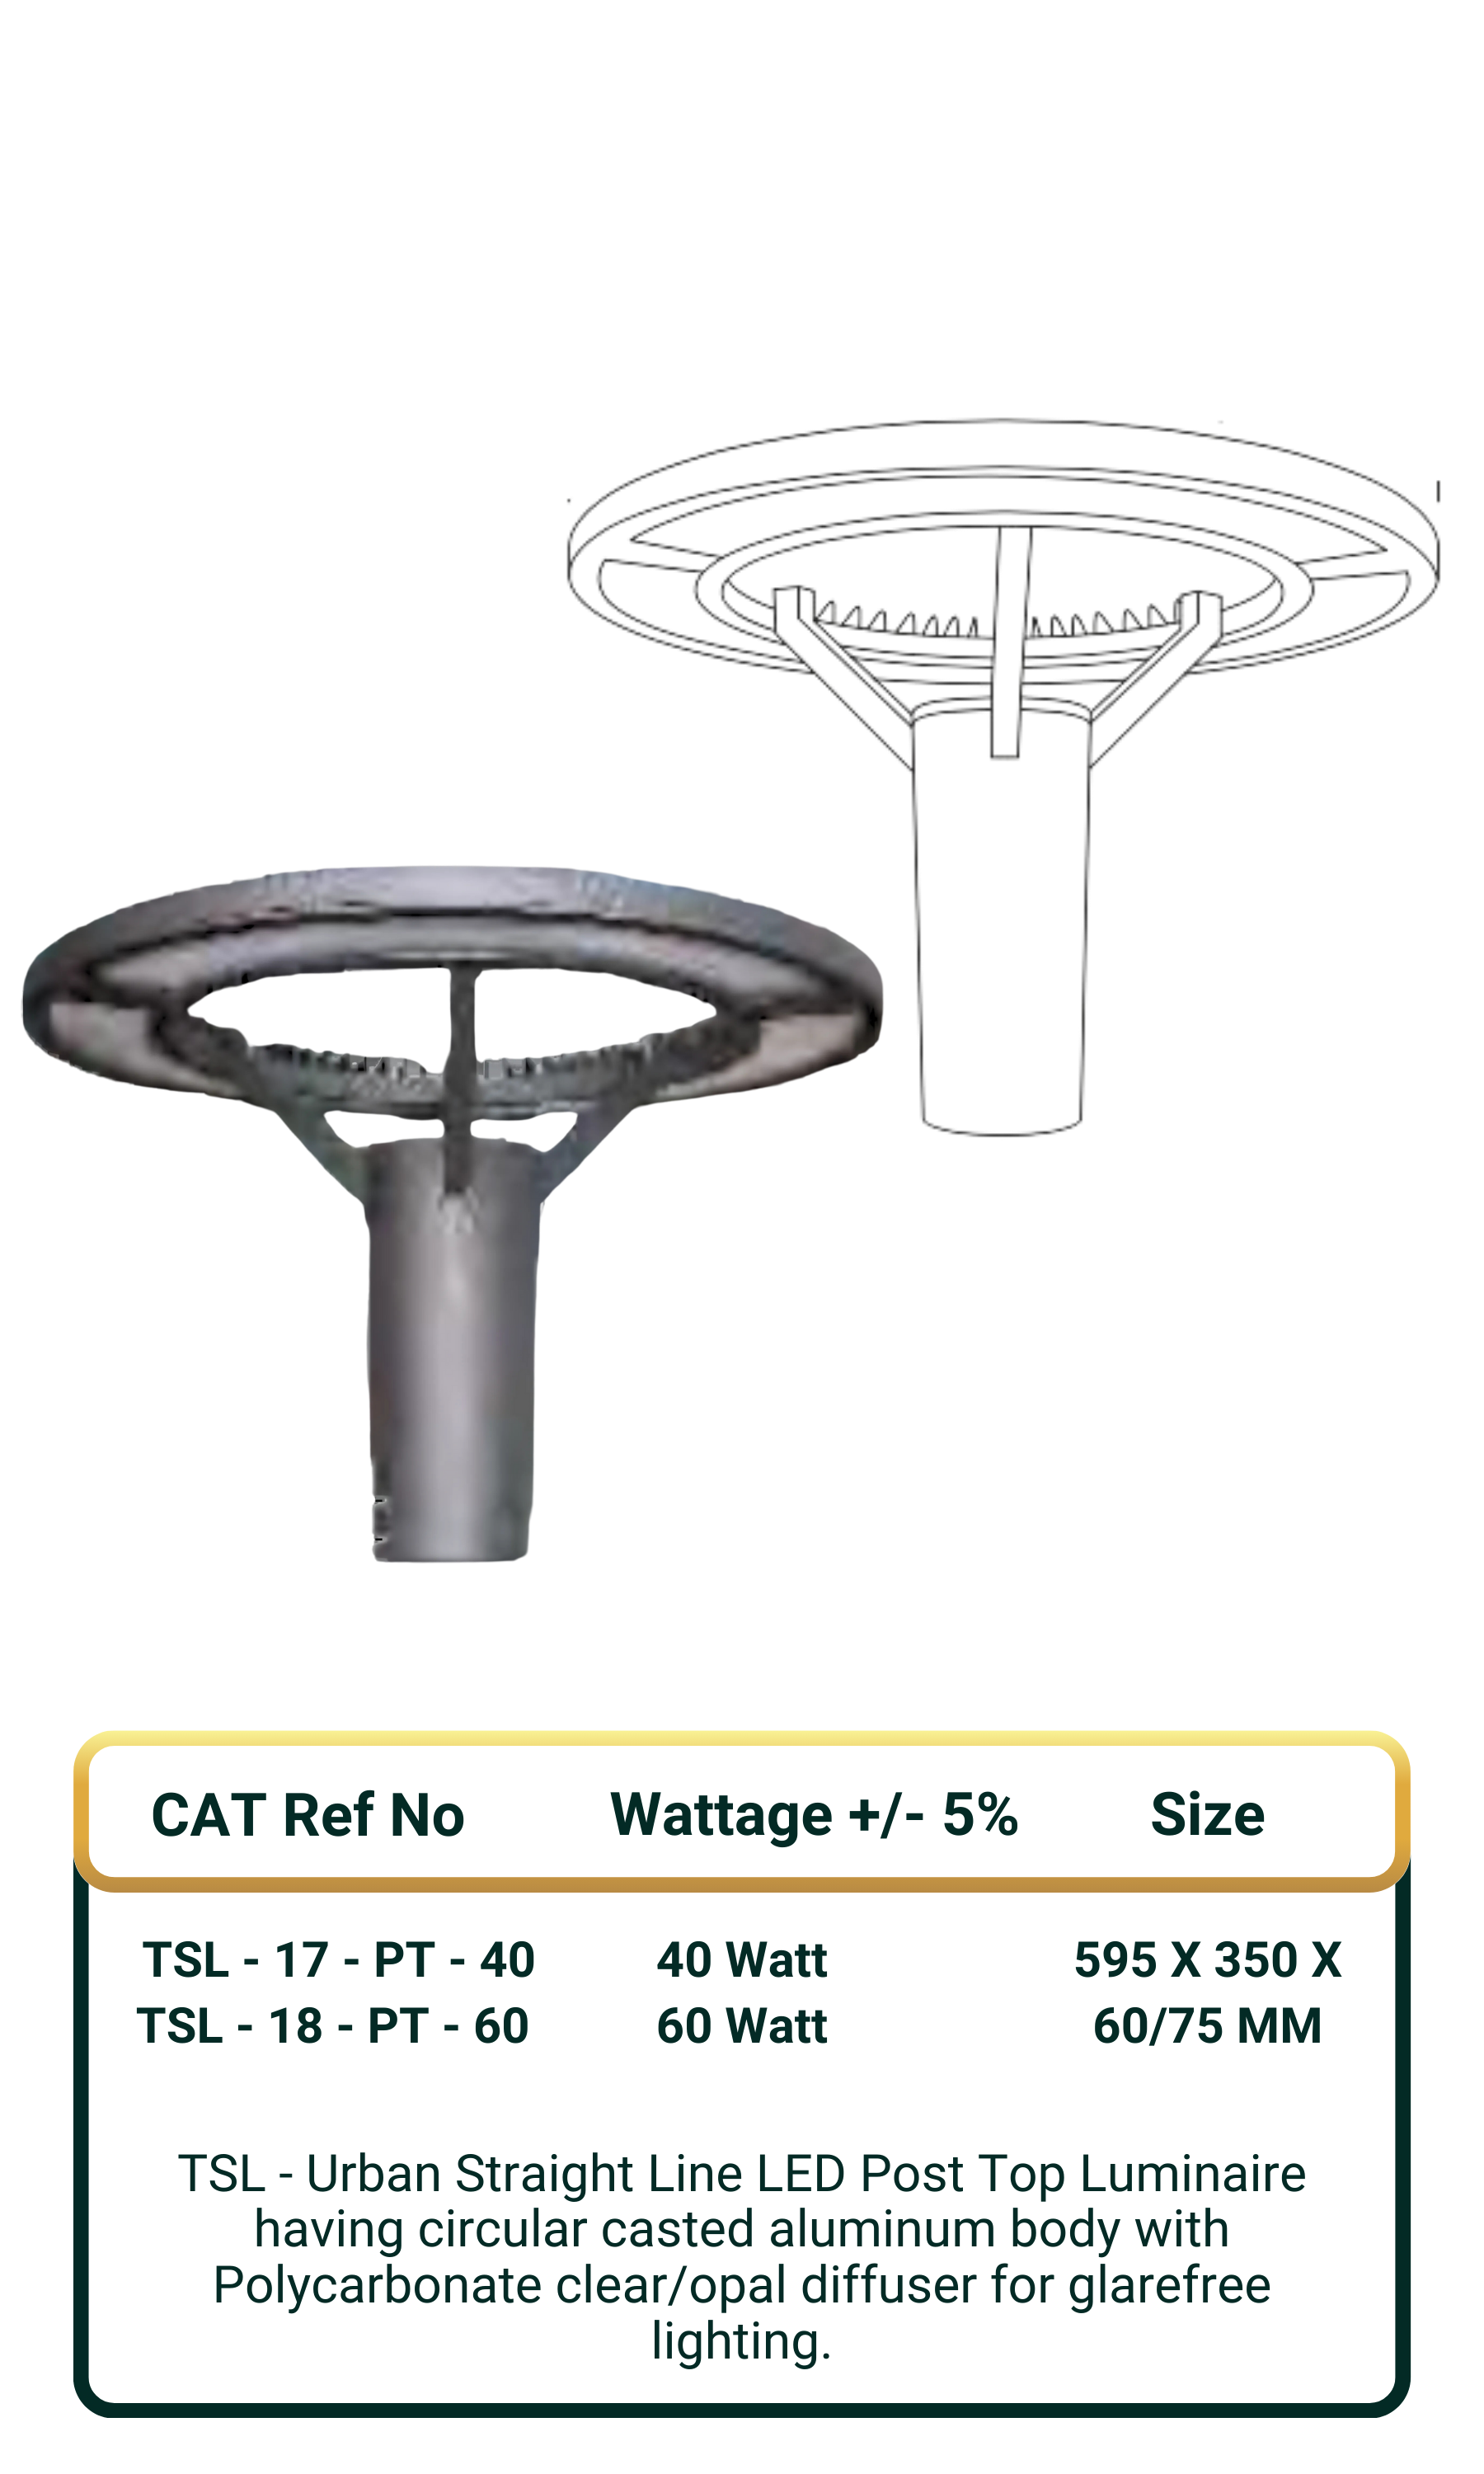 CAT Ref No Wattage +/- 5% Size
TSL - 17 - PT - 40 40 Watt 595 X 350 X
TSL - 18 - PT - 60 60 Watt 60/75 MM
TSL - Urban Straight Line LED Post Top Luminaire
having circular casted aluminum body with
Polycarbonate clear/opal diffuser for glarefree
lighting.